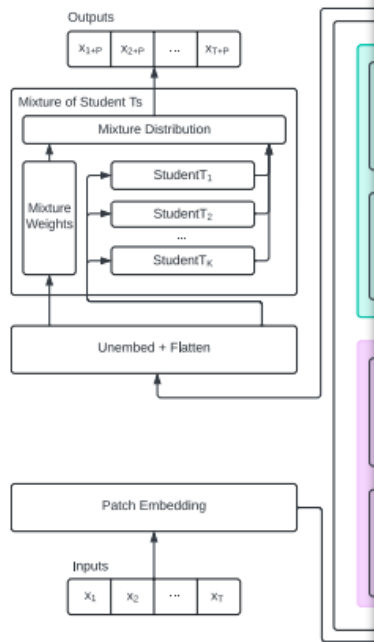 Outputs
x1+P x2+P ... xT+P
Mixture of Student Ts
Mixture Distribution
Mixture
Weights
StudentT1
StudentT2
...
StudentTK
Unembed + Flatten
Patch Embedding
Inputs
x1 x2 ... xT